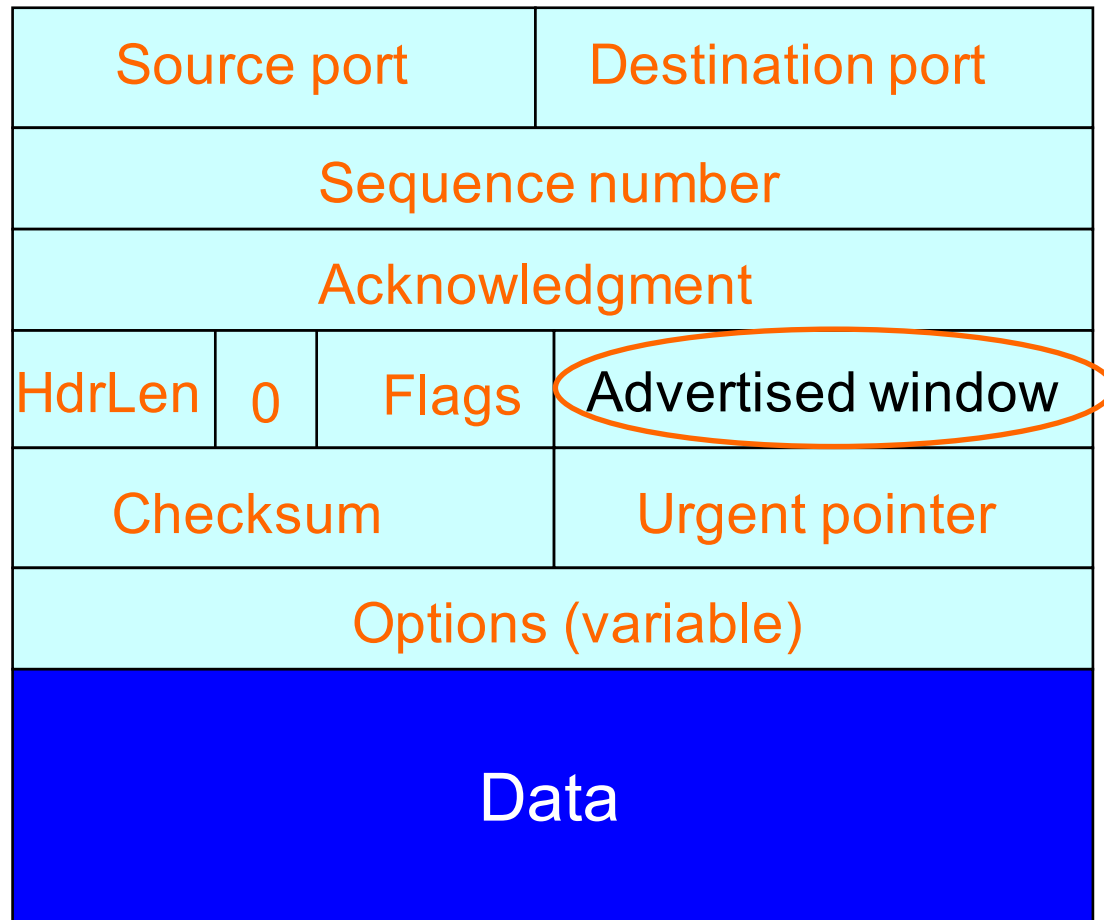 Source port Destination port
Sequence number
Acknowledgment
HdrLen 0 Flags Advertised window
Checksum Urgent pointer
Options (variable)
Data